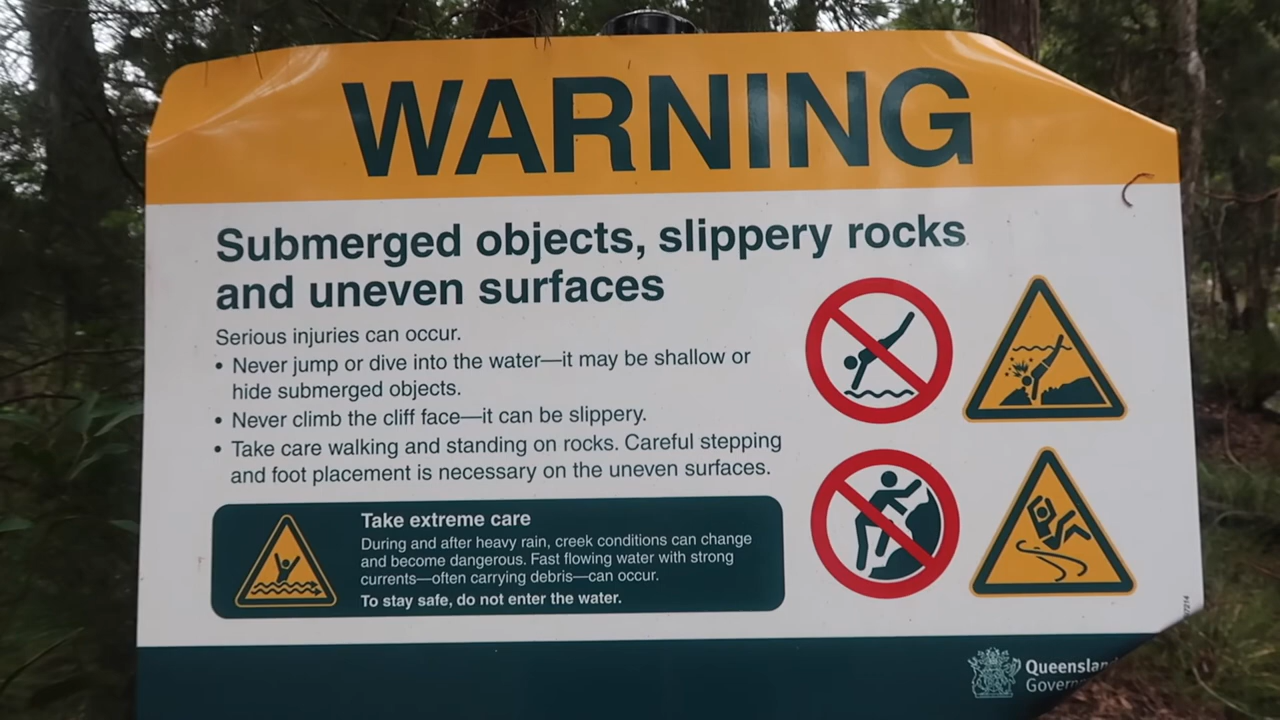 WARNING
Submerged objects, slippery rocks
and uneven surfaces
Serious injuries can occur.
• Never jump or dive into the water—it may be shallow or
hide submerged objects.
• Never climb the cliff face—it can be slippery.
• Take care walking and standing on rocks. Careful stepping
and foot placement is necessary on the uneven surfaces.
Take extreme care
During and after heavy rain, creek conditions can change
and become dangerous. Fast flowing water with strong
currents—often carrying debris—can occur.
To stay safe, do not enter the water.